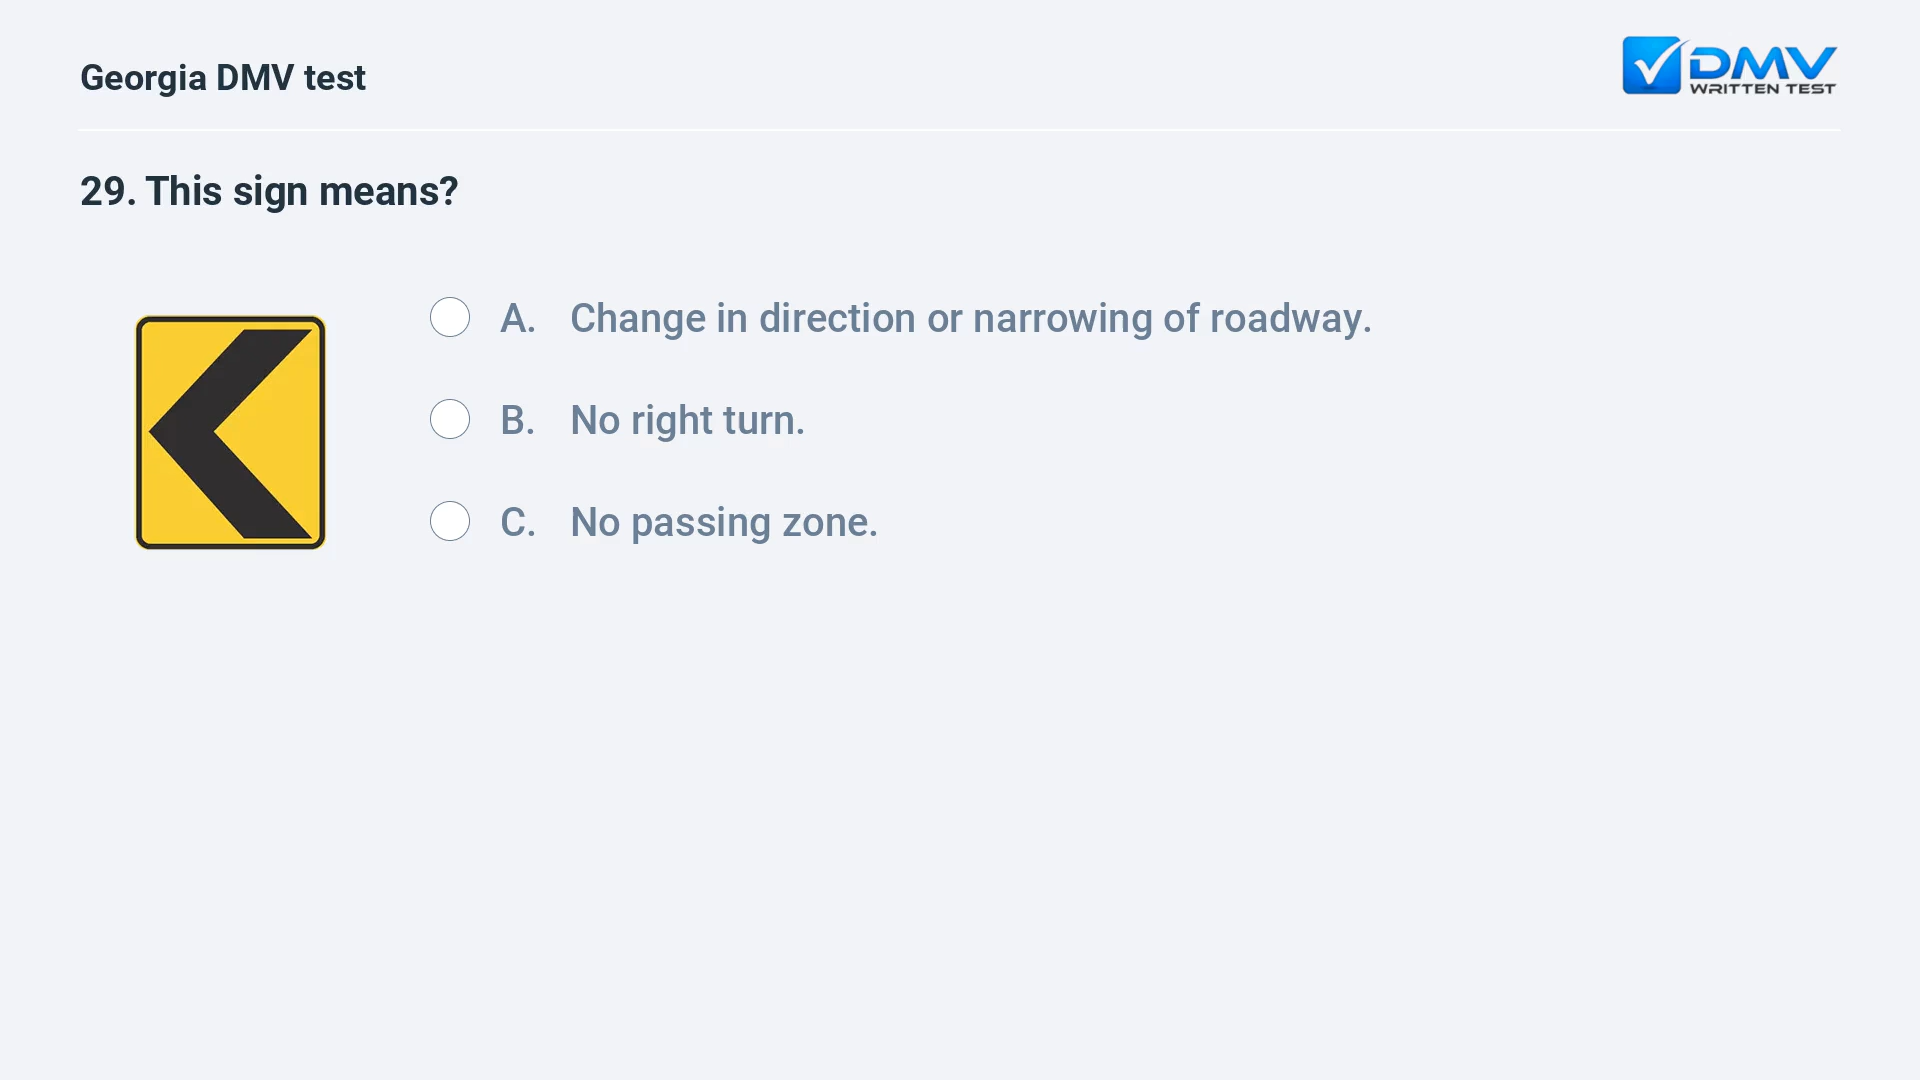 Georgia DMV test
DMV
WRITTEN TEST
29. This sign means?
A. Change in direction or narrowing of roadway.
B. No right turn.
C. No passing zone.